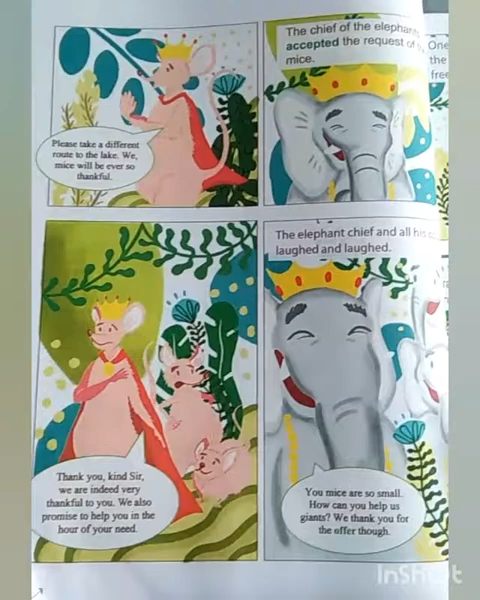 Please take a different
route to the lake. We,
mice will be ever so
thankful.
The chief of the elephants
accepted the request of
mice.
One
the
free
Thank you, kind Sir,
we are indeed very
thankful to you. We also
promise to help you in the
hour of your need.
The elephant chief and all his
laughed and laughed.
You mice are so small.
How can you help us
giants? We thank you for
the offer though.
InShot